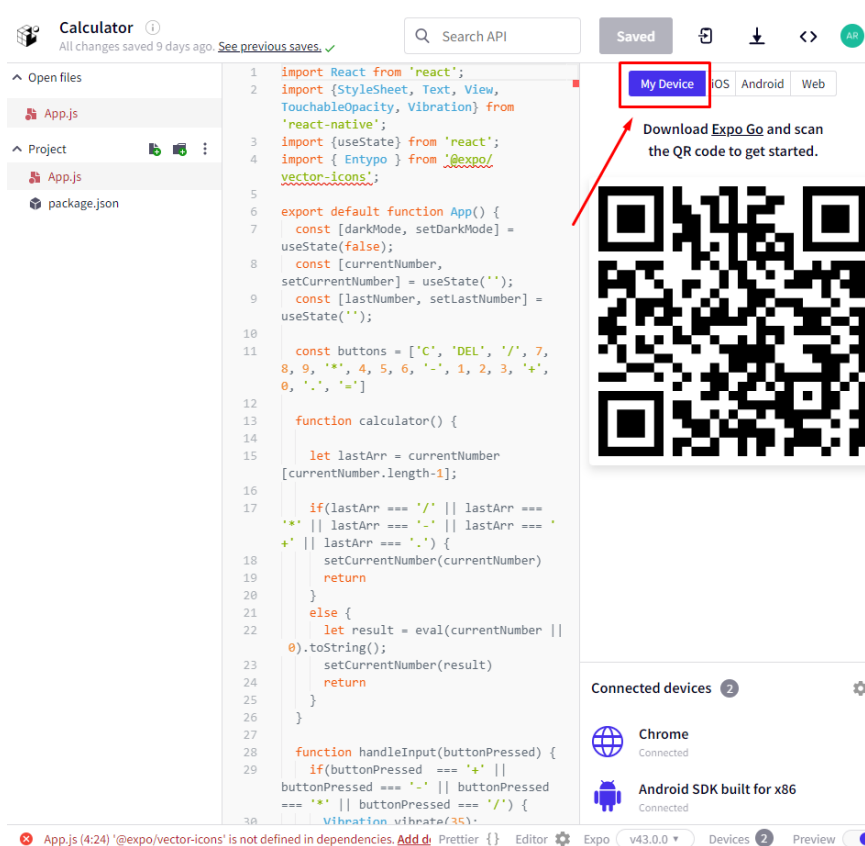 Calculator
All changes saved 9 days ago. See previous saves.
Search API
Saved
AR
Open files
App.js
Project
App.js
package.json
1 import React from 'react';
2 import {StyleSheet, Text, View,
TouchableOpacity, Vibration} from
'react-native';
3 import {useState} from 'react';
4 import { Entypo } from '@expo/
vector-icons';
5
6 export default function App() {
7 const [darkMode, setDarkMode] =
useState(false);
8 const [currentNumber,
setCurrentNumber] = useState('');
9 const [lastNumber, setLastNumber] =
useState('');
10
11 const buttons = ['C', 'DEL', '/', 7,
8, 9, '*', 4, 5, 6, '-', 1, 2, 3, '+',
0, '.', '=']
12
13 function calculator() {
14
15 let lastArr = currentNumber
[currentNumber.length-1];
16
17 if(lastArr === '/' || lastArr ===
'*' || lastArr === '-' || lastArr === '
+' || lastArr === '.') {
18 setCurrentNumber(currentNumber)
19 return
20 }
21 else {
22 let result = eval(currentNumber ||
0).toString();
23 setCurrentNumber(result)
24 return
25 }
26 }
27
28 function handleInput(buttonPressed) {
29 if(buttonPressed === '+' ||
buttonPressed === '-' || buttonPressed
=== '*' || buttonPressed === '/') {
30 Vibration.vibrate(35);
My Device iOS Android Web
Download Expo Go and scan
the QR code to get started.
Connected devices 2
Chrome
Connected
Android SDK built for x86
Connected
App.js (4:24) '@expo/vector-icons' is not defined in dependencies. Add de Prettier { } Editor Expo v43.0.0 Devices 2 Preview